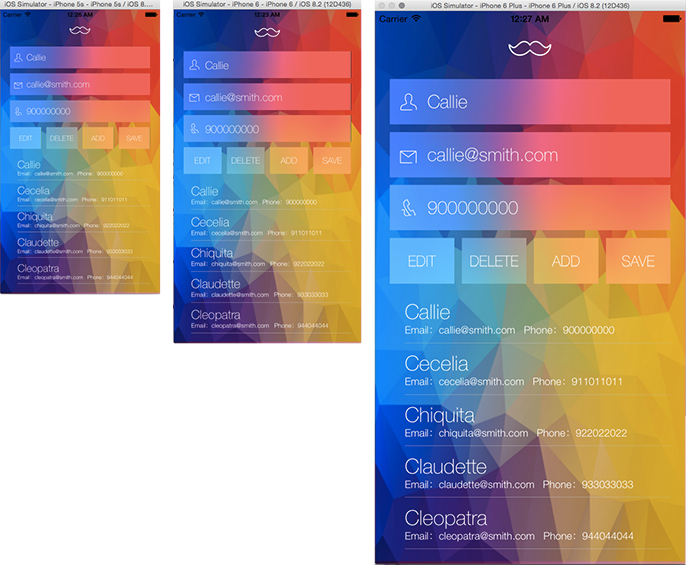 iOS Simulator - iPhone 5s - iPhone 5s / iOS 8....
Carrier 12:26 AM
Callie
callie@smith.com
900000000
EDIT DELETE ADD SAVE
Callie
Email：callie@smith.com Phone：900000000
Cecelia
Email：cecelia@smith.com Phone：911011011
Chiquita
Email：chiquita@smith.com Phone：922022022
Claudette
Email：claudette@smith.com Phone：933033033
Cleopatra
Email：cleopatra@smith.com Phone：944044044
iOS Simulator - iPhone 6 - iPhone 6 / iOS 8.2 (12D436)
Carrier 12:23 AM
Callie
callie@smith.com
900000000
EDIT DELETE ADD SAVE
Callie
Email：callie@smith.com Phone：900000000
Cecelia
Email：cecelia@smith.com Phone：911011011
Chiquita
Email：chiquita@smith.com Phone：922022022
Claudette
Email：claudette@smith.com Phone：933033033
Cleopatra
Email：cleopatra@smith.com Phone：944044044
iOS Simulator - iPhone 6 Plus - iPhone 6 Plus / iOS 8.2 (12D436)
Carrier 12:27 AM
Callie
callie@smith.com
900000000
EDIT DELETE ADD SAVE
Callie
Email：callie@smith.com Phone：900000000
Cecelia
Email：cecelia@smith.com Phone：911011011
Chiquita
Email：chiquita@smith.com Phone：922022022
Claudette
Email：claudette@smith.com Phone：933033033
Cleopatra
Email：cleopatra@smith.com Phone：944044044